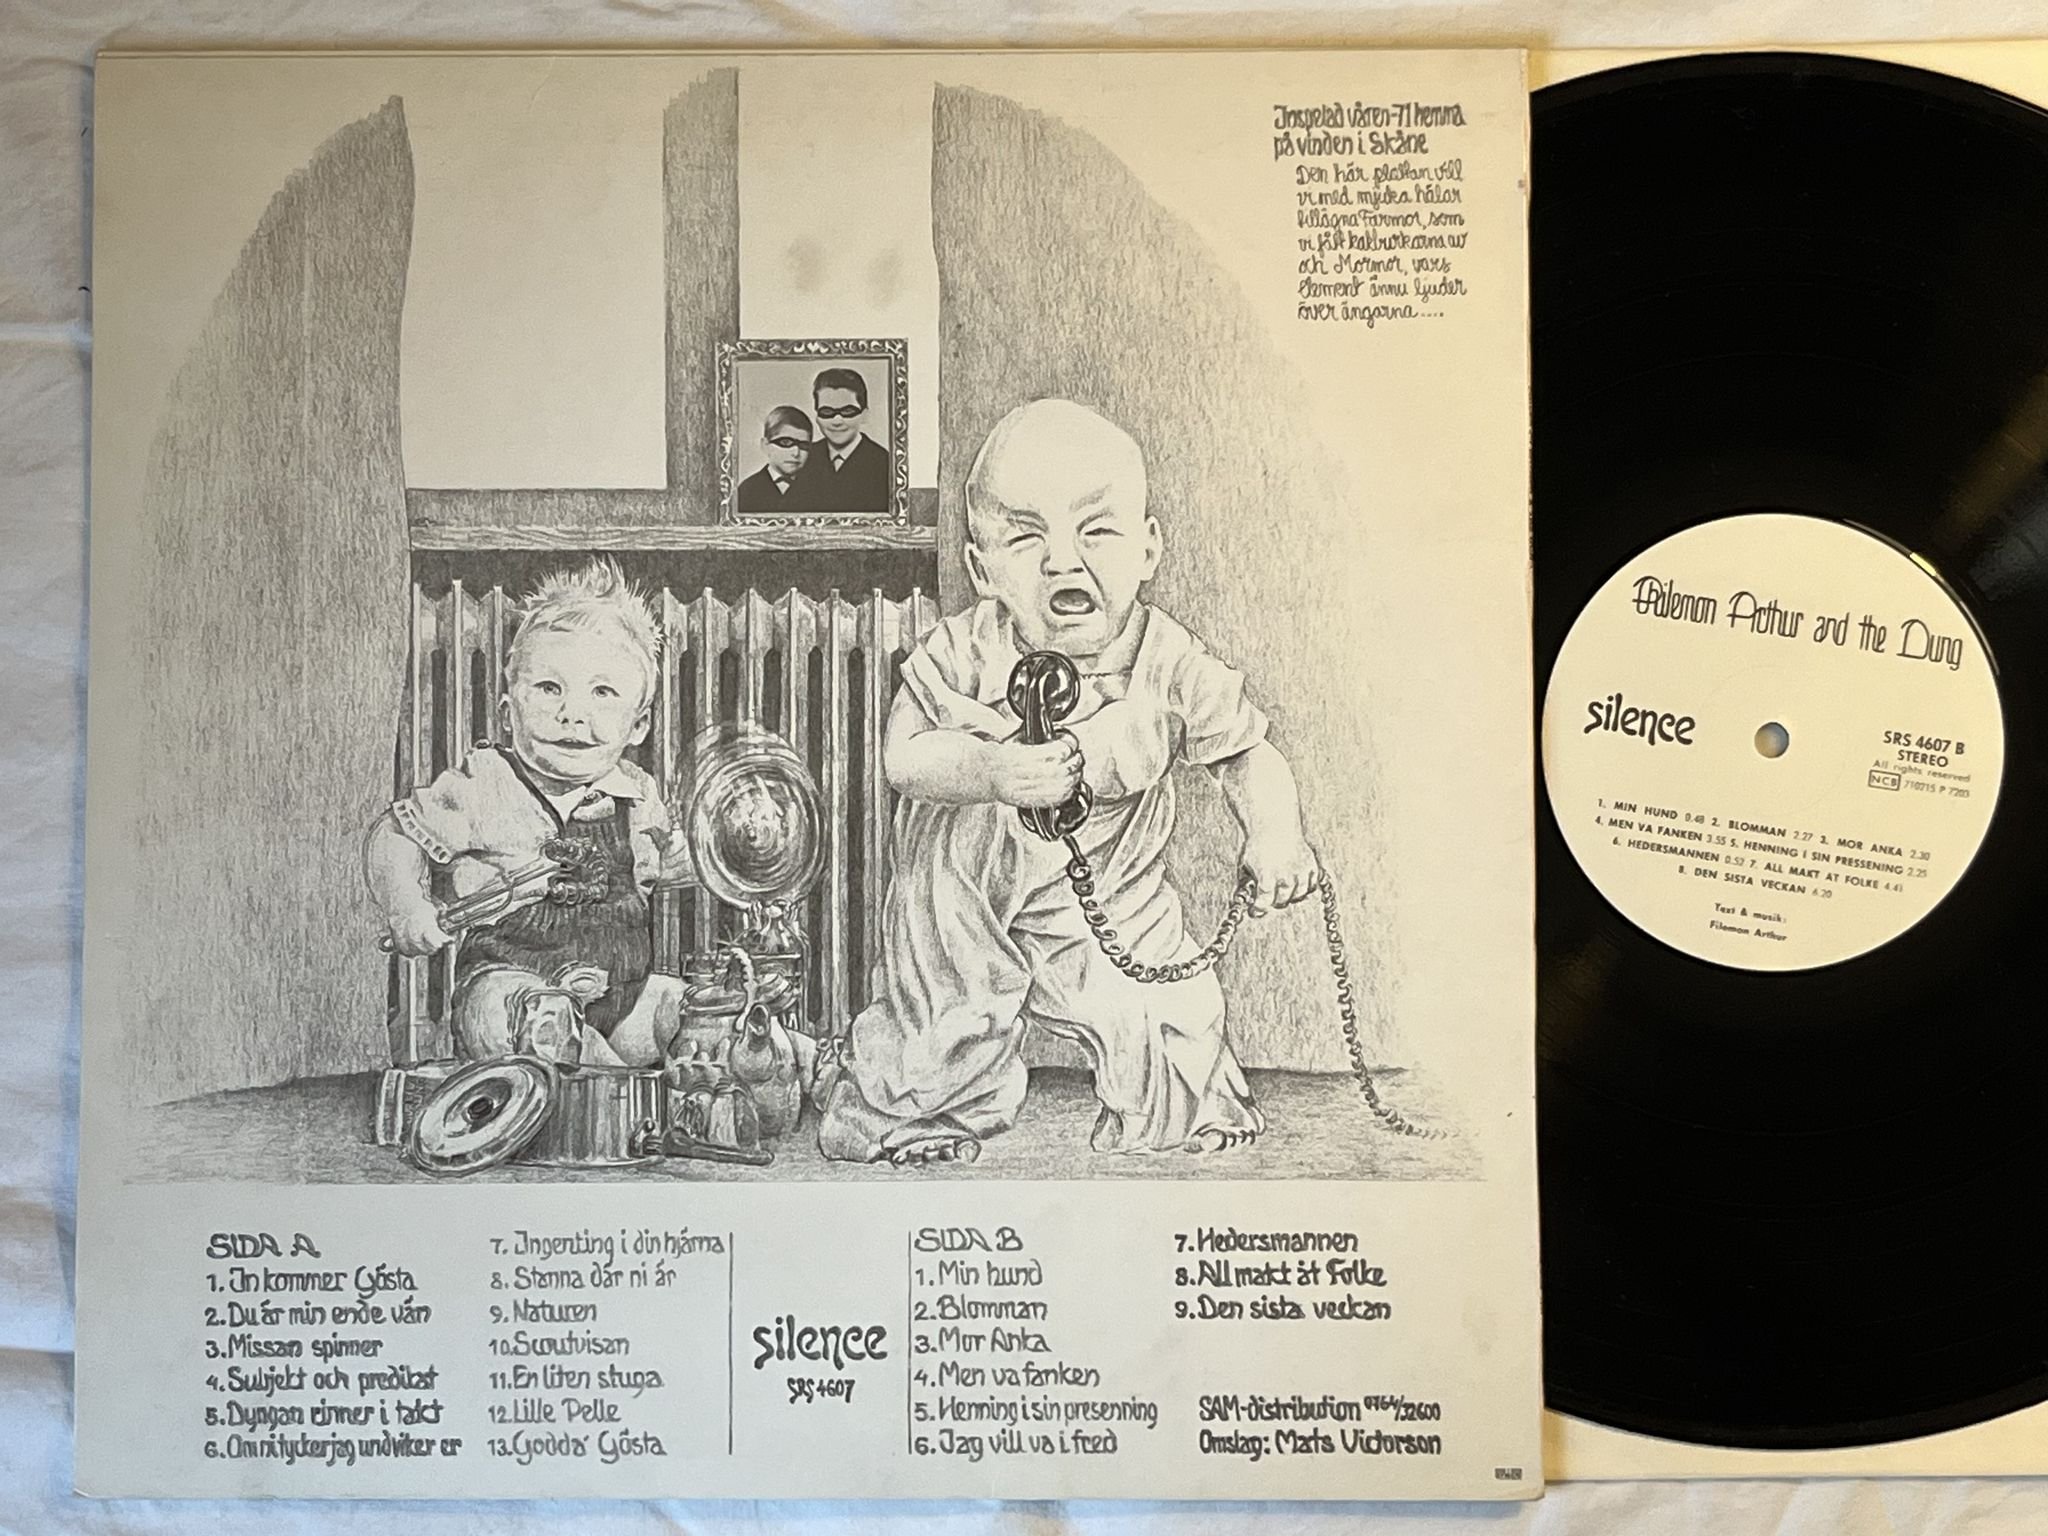 Inspelad våren-71 hemma
på vinden i Skåne
Den här plattan vill
vi med mjuka hälar
tillägna Farmor, som
vi fått kakburkarna av
och Mormor, vars
element ännu ljuder
över ängarna....
SIDA A
1. In kommer Gösta
2. Du är min ende vän
3. Missan spinner
4. Subjekt och predikat
5. Dyngan rinner i takt
6. Om ni tycker jag undviker er
7. Ingenting i din hjärna
8. Stanna där ni är
9. Naturen
10. Scoutvisan
11. En liten stuga
12. Lille Pelle
13. Godda' Gösta
silence
SRS 4607
SIDA B
1. Min hund
2. Blomman
3. Mor Anka
4. Men va fanken
5. Henning i sin presenning
6. Jag vill va i fred
7. Hedersmannen
8. All makt åt Folke
9. Den sista veckan
SAM-distribution 0764/32600
Omslag: Mats Victorson
Philemon Arthur and the Dung
silence
SRS 4607 B
STEREO
All rights reserved
NCB 710215 P 7203
1. MIN HUND 0.48 2. BLOMMAN 2.27 3. MOR ANKA 2.30
4. MEN VA FANKEN 3.55 5. HENNING I SIN PRESSENING 2.25
6. HEDERSMANNEN 0.52 7. ALL MAKT ÅT FOLKE 4.41
8. DEN SISTA VECKAN 6.20
Text & musik:
Filemon Arthur